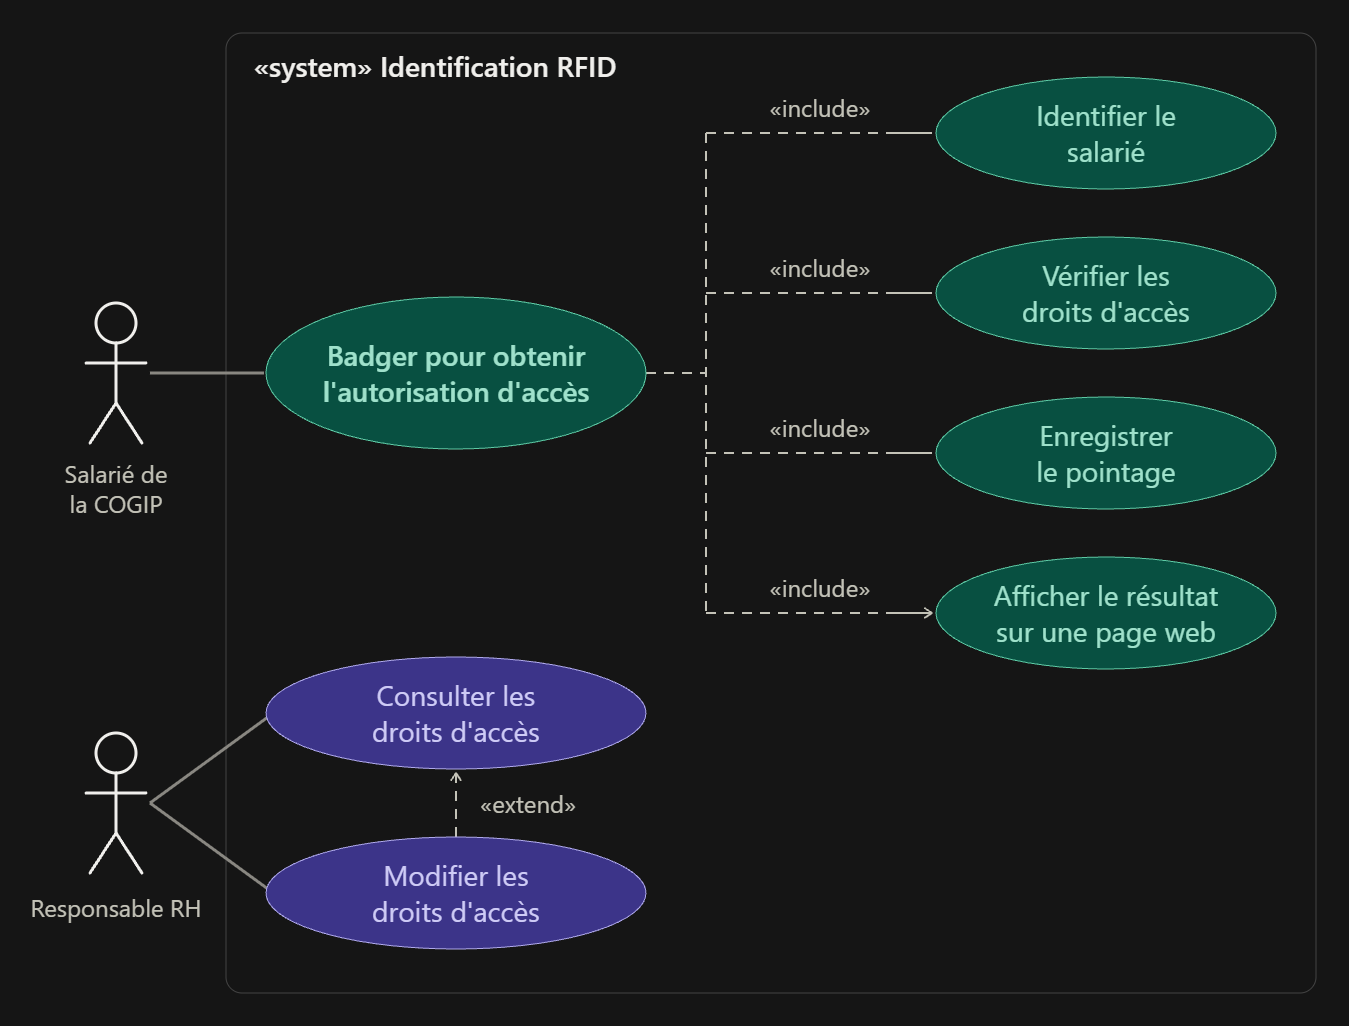 «system» Identification RFID
«include»
Identifier le
salarié
«include»
Vérifier les
droits d'accès
Badger pour obtenir
l'autorisation d'accès
«include»
Enregistrer
le pointage
Salarié de
la COGIP
«include»
Afficher le résultat
sur une page web
Consulter les
droits d'accès
«extend»
Modifier les
droits d'accès
Responsable RH